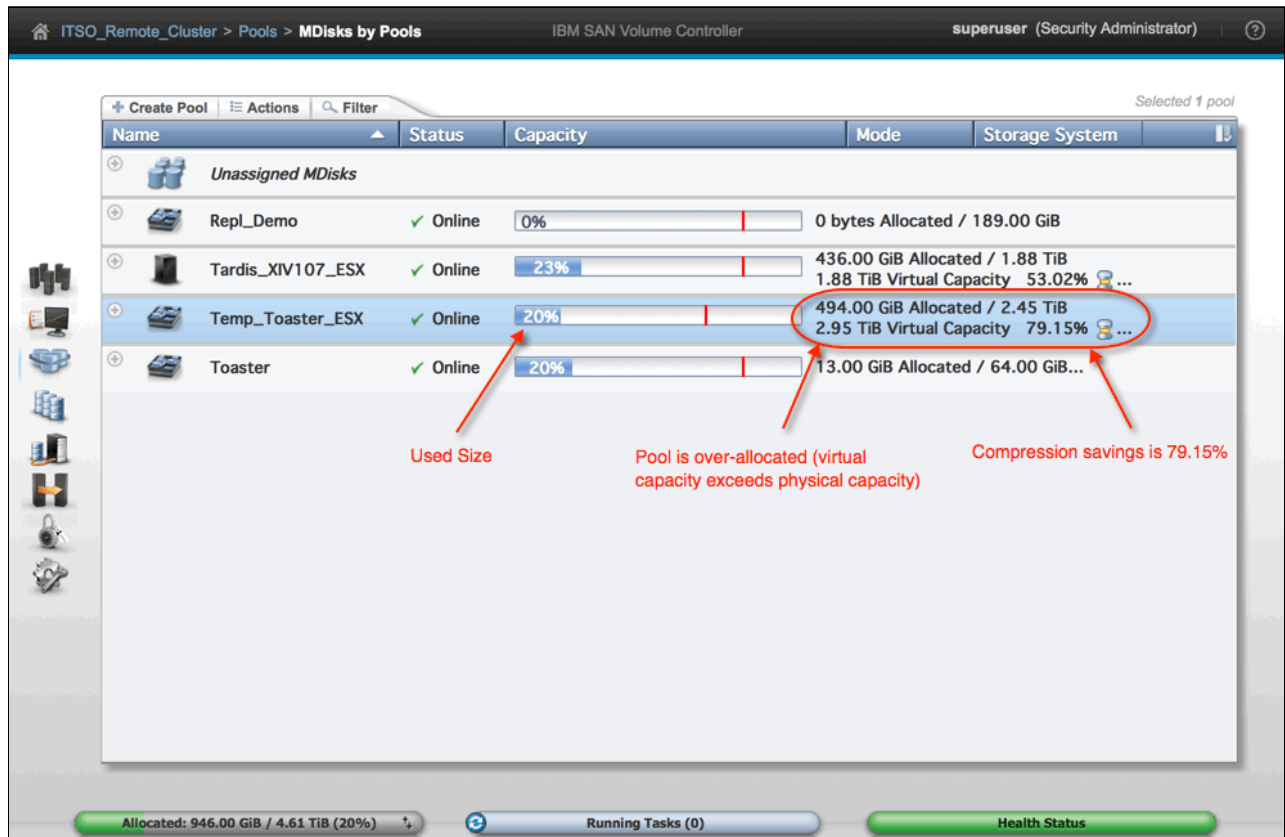 ITSO_Remote_Cluster > Pools > MDisks by Pools IBM SAN Volume Controller superuser (Security Administrator) ?
Selected 1 pool
Create Pool Actions Filter
Name Status Capacity Mode Storage System
Unassigned MDisks
Repl_Demo ✓ Online 0% 0 bytes Allocated / 189.00 GiB
Tardis_XIV107_ESX ✓ Online 23% 436.00 GiB Allocated / 1.88 TiB
1.88 TiB Virtual Capacity 53.02% ...
Temp_Toaster_ESX ✓ Online 20% 494.00 GiB Allocated / 2.45 TiB
2.95 TiB Virtual Capacity 79.15% ...
Toaster ✓ Online 20% 13.00 GiB Allocated / 64.00 GiB...
Used Size
Pool is over-allocated (virtual
capacity exceeds physical capacity)
Compression savings is 79.15%
Allocated: 946.00 GiB / 4.61 TiB (20%) Running Tasks (0) Health Status